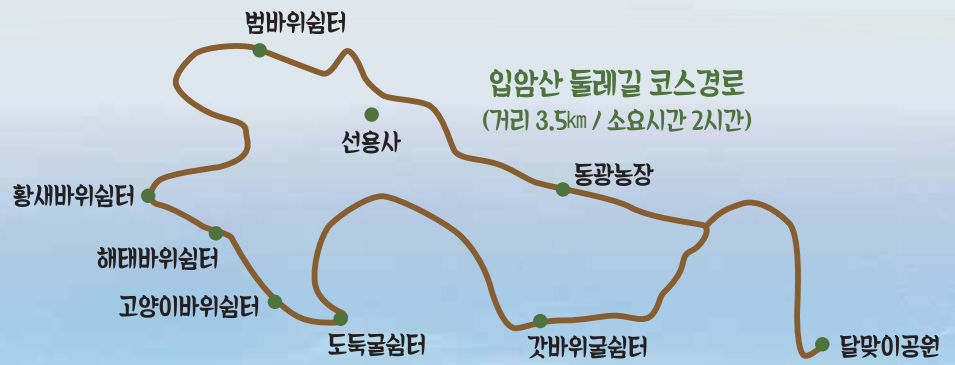 범바위쉼터
입암산 둘레길 코스경로
(거리 3.5㎞ / 소요시간 2시간)
선용사
동광농장
황새바위쉼터
해태바위쉼터
고양이바위쉼터
도둑굴쉼터
갓바위굴쉼터
달맞이공원